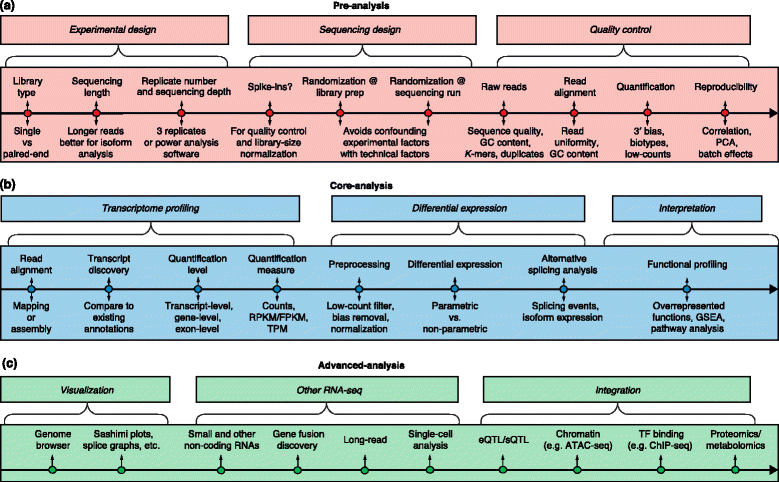 (a)
Pre-analysis
Experimental design
Sequencing design
Quality control
Library
type
Sequencing
length
Replicate number
and sequencing depth
Spike-Ins?
Randomization @
library prep
Randomization @
sequencing run
Raw reads
Read
alignment
Quantification
Reproducibility
Single
vs
paired-end
Longer reads
better for isoform
analysis
3 replicates
or power analysis
software
For quality control
and library-size
normalization
Avoids confounding
experimental factors
with technical factors
Sequence quality,
GC content,
K-mers, duplicates
Read
uniformity,
GC content
3′ bias,
biotypes,
low-counts
Correlation,
PCA,
batch effects
(b)
Core-analysis
Transcriptome profiling
Differential expression
Interpretation
Read
alignment
Transcript
discovery
Quantification
level
Quantification
measure
Preprocessing
Differential expression
Alternative
splicing analysis
Functional profiling
Mapping
or
assembly
Compare to
existing
annotations
Transcript-level,
gene-level,
exon-level
Counts,
RPKM/FPKM,
TPM
Low-count filter,
bias removal,
normalization
Parametric
vs.
non-parametric
Splicing events,
isoform expression
Overrepresented
functions, GSEA,
pathway analysis
(c)
Advanced-analysis
Visualization
Other RNA-seq
Integration
Genome
browser
Sashimi plots,
splice graphs, etc.
Small and other
non-coding RNAs
Gene fusion
discovery
Long-read
Single-cell
analysis
eQTL/sQTL
Chromatin
(e.g. ATAC-seq)
TF binding
(e.g. ChIP-seq)
Proteomics/
metabolomics